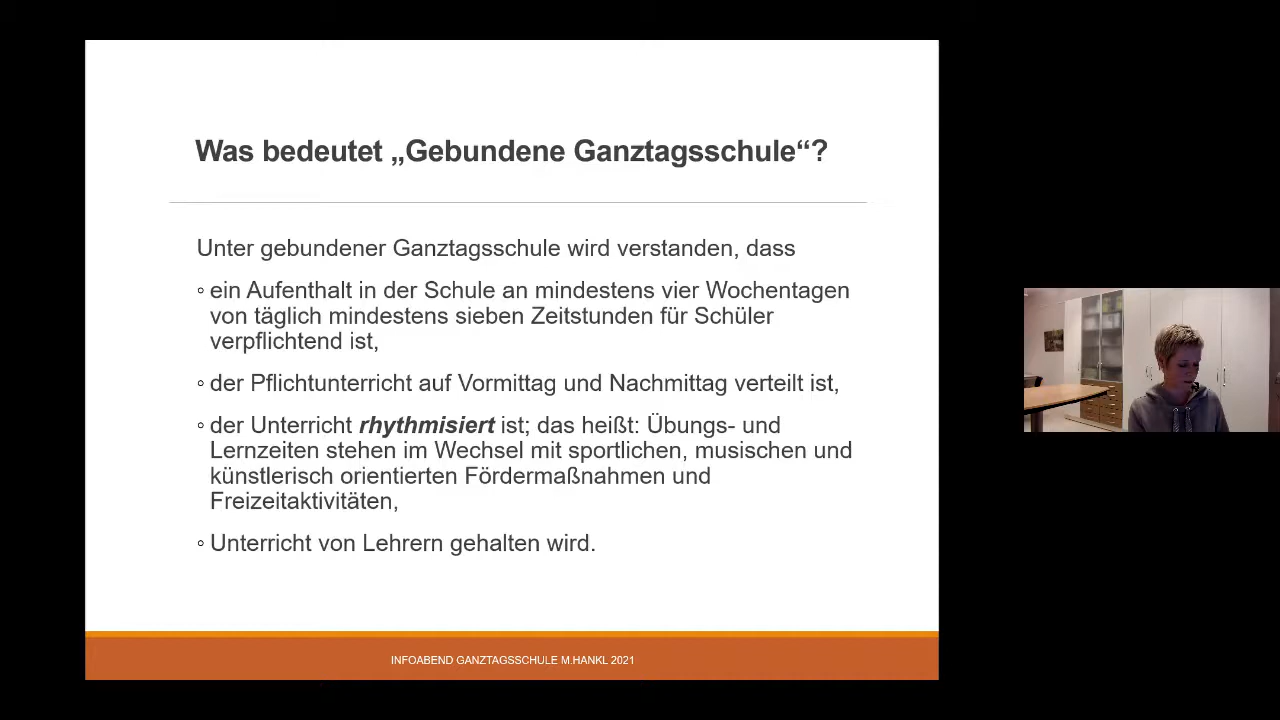 Was bedeutet „Gebundene Ganztagsschule“?
Unter gebundener Ganztagsschule wird verstanden, dass
◦ ein Aufenthalt in der Schule an mindestens vier Wochentagen
von täglich mindestens sieben Zeitstunden für Schüler
verpflichtend ist,
◦ der Pflichtunterricht auf Vormittag und Nachmittag verteilt ist,
◦ der Unterricht rhythmisiert ist; das heißt: Übungs- und
Lernzeiten stehen im Wechsel mit sportlichen, musischen und
künstlerisch orientierten Fördermaßnahmen und
Freizeitaktivitäten,
◦ Unterricht von Lehrern gehalten wird.
INFOABEND GANZTAGSSCHULE M.HANKL 2021